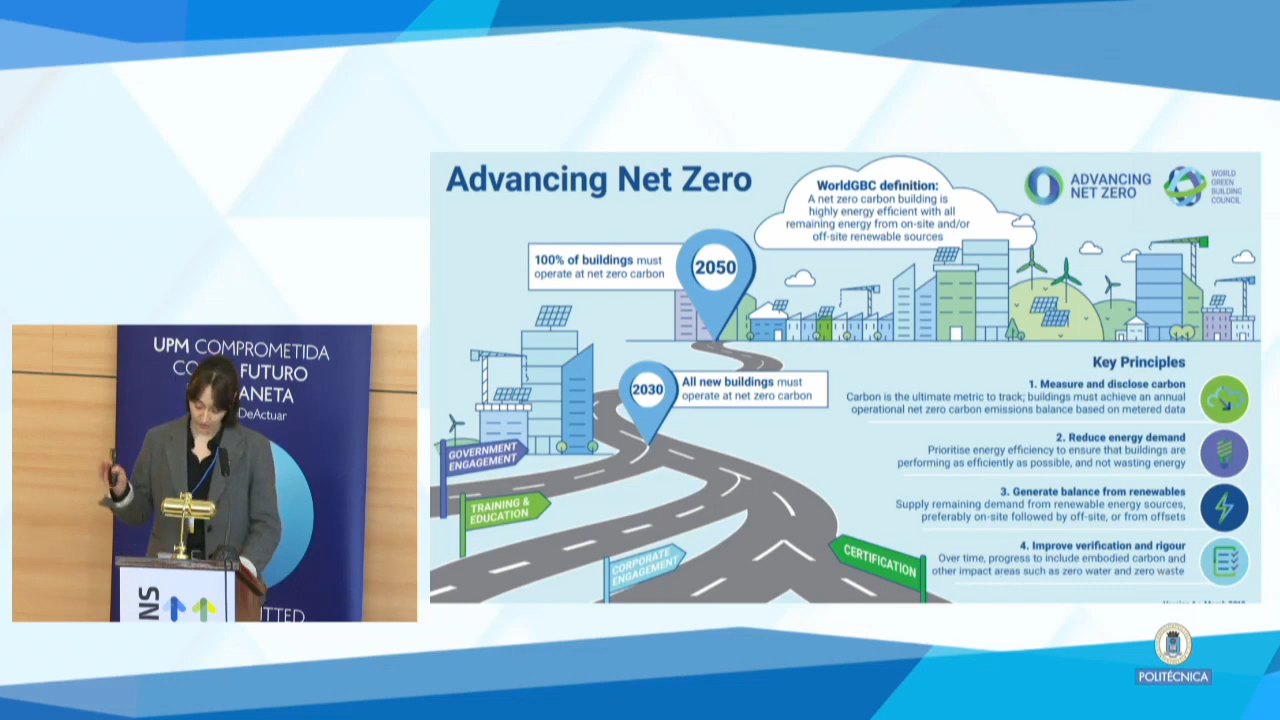 Advancing Net Zero
WorldGBC definition:
A net zero carbon building is
highly energy efficient with all
remaining energy from on-site and/or
off-site renewable sources
ADVANCING
NET ZERO
WORLD
GREEN
BUILDING
COUNCIL
100% of buildings must
operate at net zero carbon
2050
2030
All new buildings must
operate at net zero carbon
GOVERNMENT
ENGAGEMENT
TRAINING &
EDUCATION
CORPORATE
ENGAGEMENT
CERTIFICATION
Key Principles
1. Measure and disclose carbon
Carbon is the ultimate metric to track; buildings must achieve an annual
operational net zero carbon emissions balance based on metered data
2. Reduce energy demand
Prioritise energy efficiency to ensure that buildings are
performing as efficiently as possible, and not wasting energy
3. Generate balance from renewables
Supply remaining demand from renewable energy sources,
preferably on-site followed by off-site, or from offsets
4. Improve verification and rigour
Over time, progress to include embodied carbon and
other impact areas such as zero water and zero waste
UPM COMPROMETIDA
FUTURO
ANETA
DeActuar
ITTED
NS
POLITÉCNICA